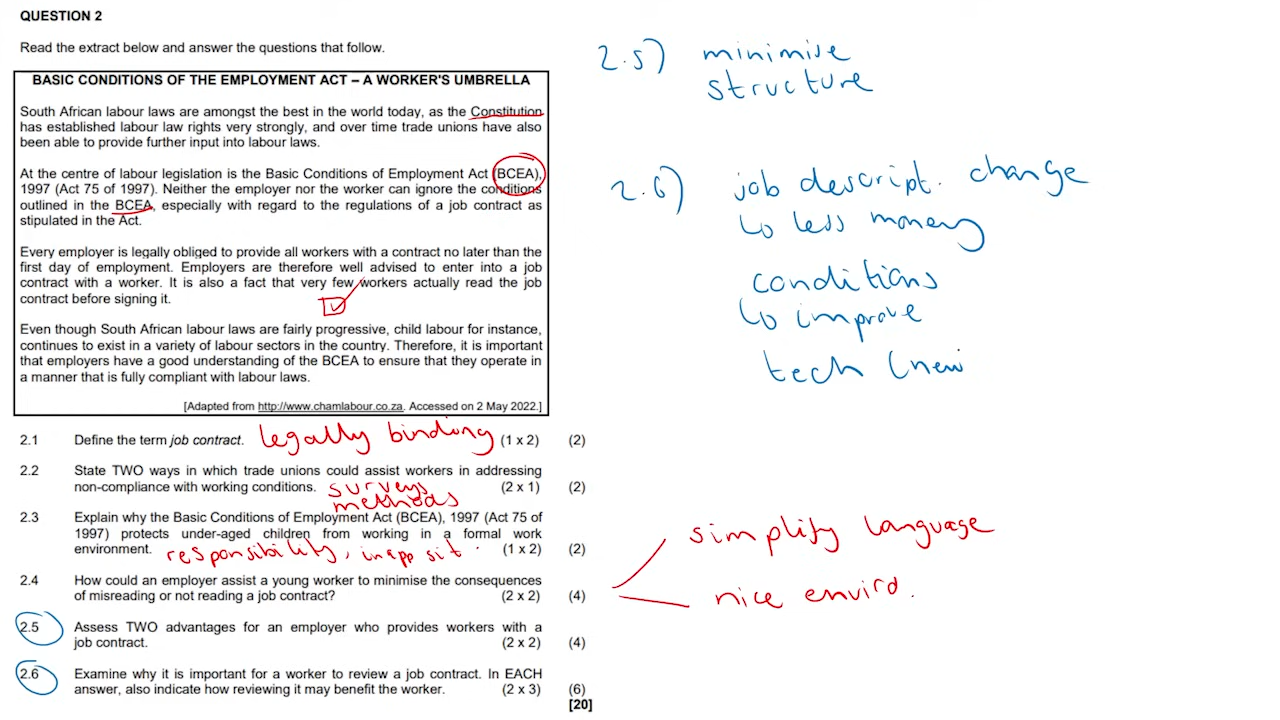 QUESTION 2
Read the extract below and answer the questions that follow.
BASIC CONDITIONS OF THE EMPLOYMENT ACT – A WORKER'S UMBRELLA
South African labour laws are amongst the best in the world today, as the Constitution
has established labour law rights very strongly, and over time trade unions have also
been able to provide further input into labour laws.
At the centre of labour legislation is the Basic Conditions of Employment Act (BCEA),
1997 (Act 75 of 1997). Neither the employer nor the worker can ignore the conditions
outlined in the BCEA, especially with regard to the regulations of a job contract as
stipulated in the Act.
Every employer is legally obliged to provide all workers with a contract no later than the
first day of employment. Employers are therefore well advised to enter into a job
contract with a worker. It is also a fact that very few workers actually read the job
contract before signing it.
Even though South African labour laws are fairly progressive, child labour for instance,
continues to exist in a variety of labour sectors in the country. Therefore, it is important
that employers have a good understanding of the BCEA to ensure that they operate in
a manner that is fully compliant with labour laws.
[Adapted from http://www.chamlabour.co.za. Accessed on 2 May 2022.]
2.1 Define the term job contract. legally binding (1 x 2) (2)
2.2 State TWO ways in which trade unions could assist workers in addressing
non-compliance with working conditions. surveys (2 x 1) (2)
methods
2.3 Explain why the Basic Conditions of Employment Act (BCEA), 1997 (Act 75 of
1997) protects under-aged children from working in a formal work
environment. responsibility, inapp sit. (1 x 2) (2)
2.4 How could an employer assist a young worker to minimise the consequences
of misreading or not reading a job contract? (2 x 2) (4)
simplify language
nice envird.
2.5 Assess TWO advantages for an employer who provides workers with a
job contract. (2 x 2) (4)
2.6 Examine why it is important for a worker to review a job contract. In EACH
answer, also indicate how reviewing it may benefit the worker. (2 x 3) (6)
[20]
2.5) minimise
structure
2.6) job descript. change
less money
conditions
to improve
tech (new